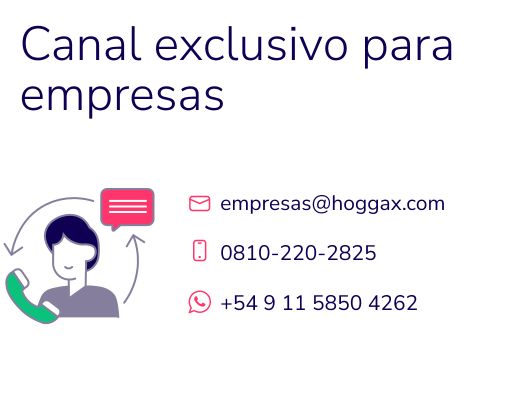 Canal exclusivo para
empresas
empresas@hoggax.com
0810-220-2825
+54 9 11 5850 4262